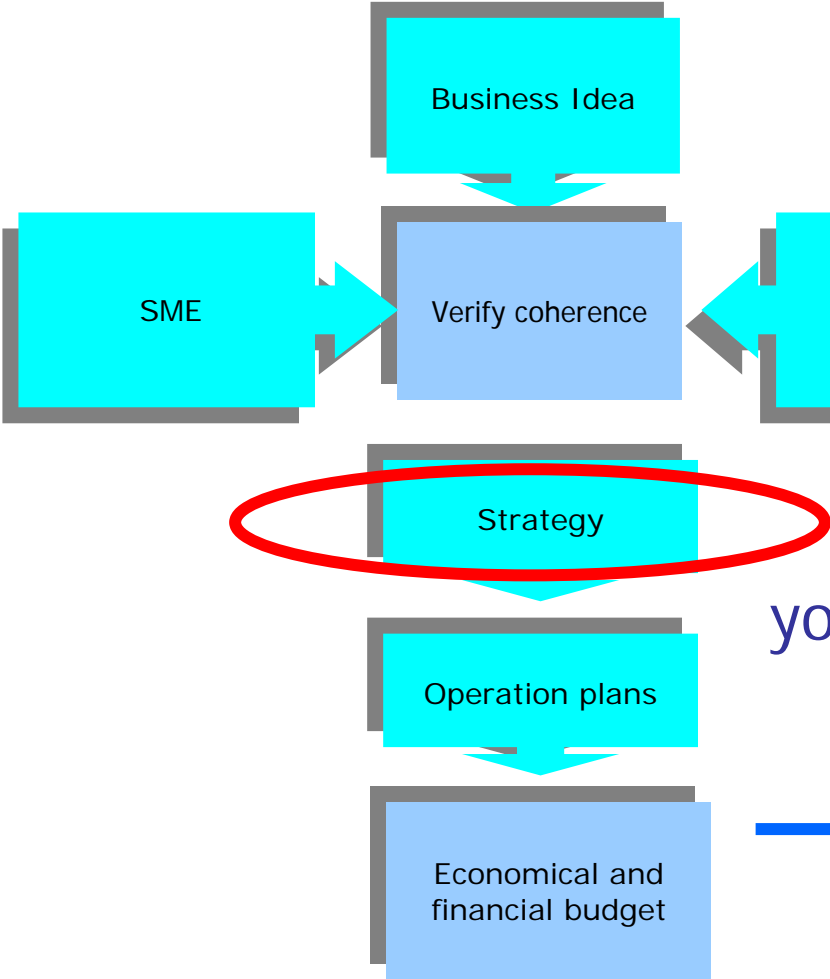 Business Idea
SME
Verify coherence
Strategy
Operation plans
Economical and
financial budget